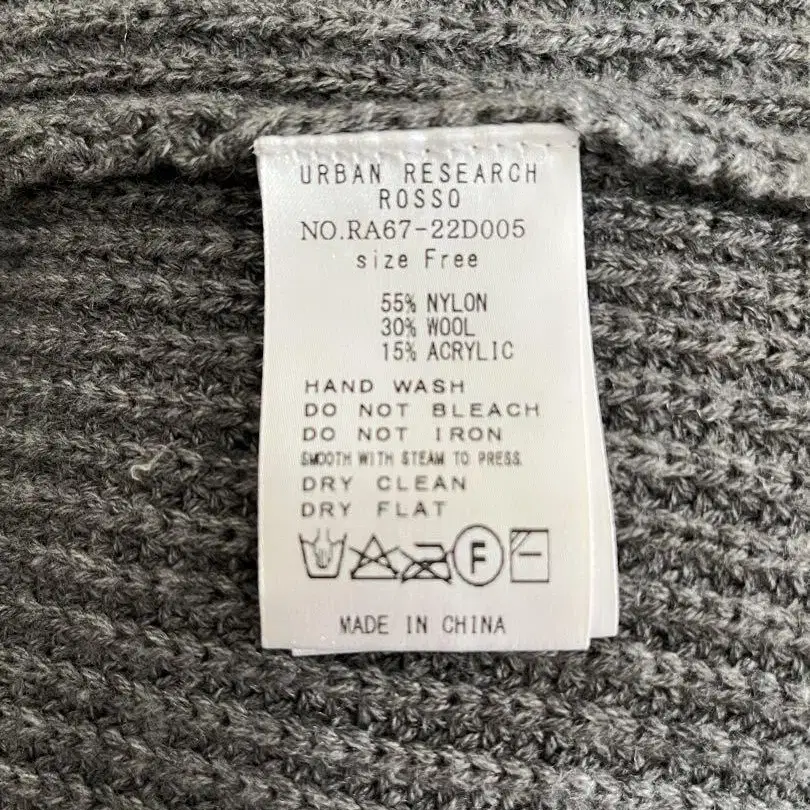 URBAN RESEARCH
ROSSO
NO.RA67-22D005
size Free
55% NYLON
30% WOOL
15% ACRYLIC
HAND WASH
DO NOT BLEACH
DO NOT IRON
SMOOTH WITH STEAM TO PRESS.
DRY CLEAN
DRY FLAT
F
MADE IN CHINA